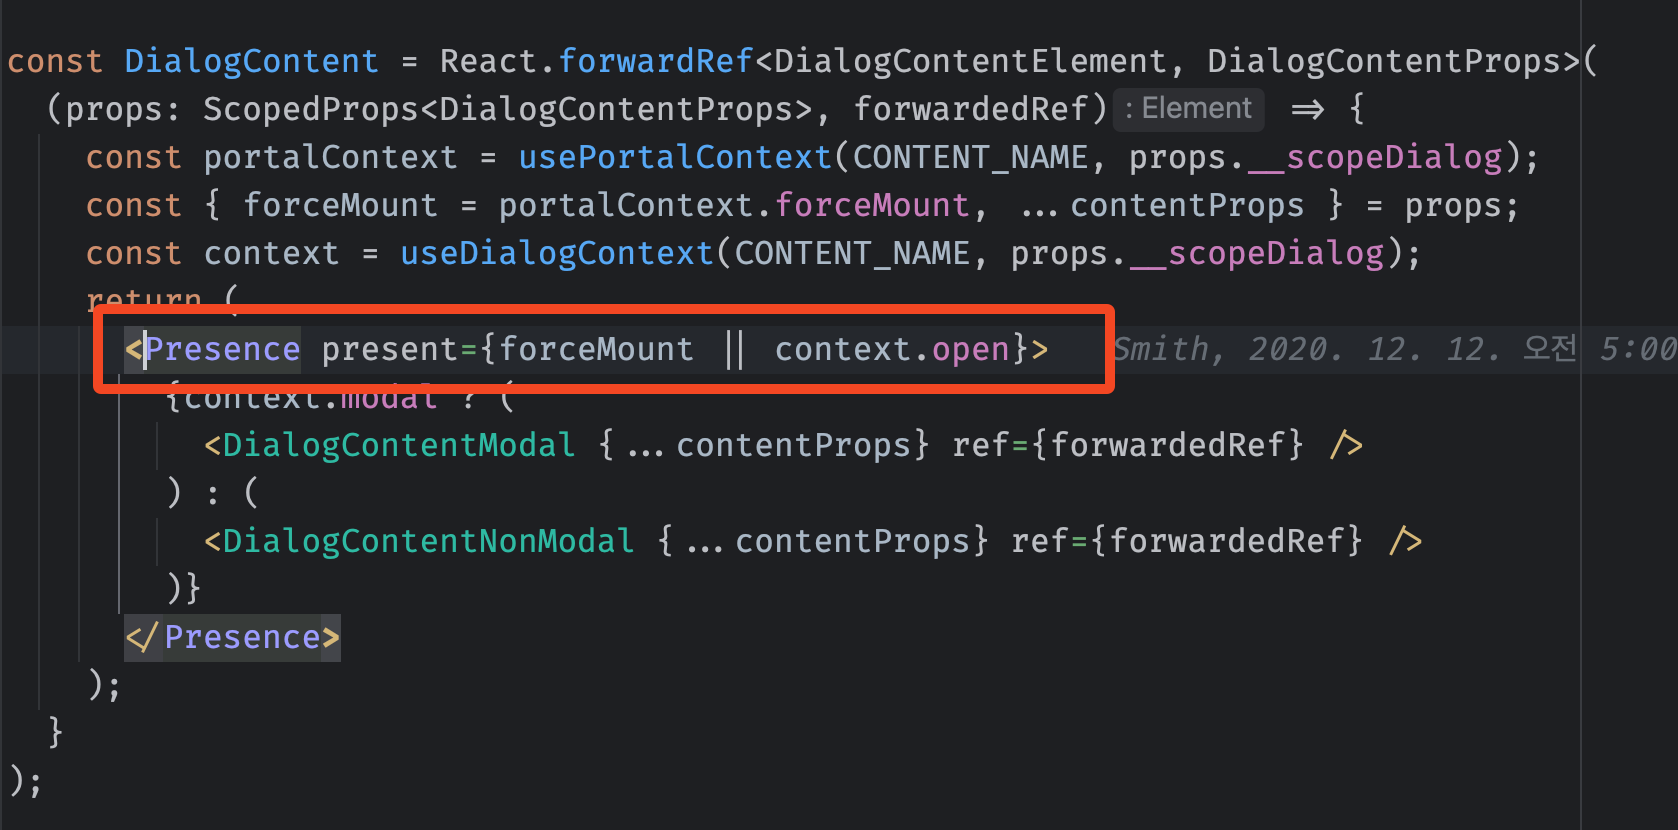 const DialogContent = React.forwardRef<DialogContentElement, DialogContentProps>(
(props: ScopedProps<DialogContentProps>, forwardedRef) : Element => {
const portalContext = usePortalContext(CONTENT_NAME, props.__scopeDialog);
const { forceMount = portalContext.forceMount, ...contentProps } = props;
const context = useDialogContext(CONTENT_NAME, props.__scopeDialog);
return (
<Presence present={forceMount || context.open}> Smith, 2020. 12. 12. 오전 5:00
{context.modal ? (
<DialogContentModal {...contentProps} ref={forwardedRef} />
) : (
<DialogContentNonModal {...contentProps} ref={forwardedRef} />
)}
</Presence>
);
}
);